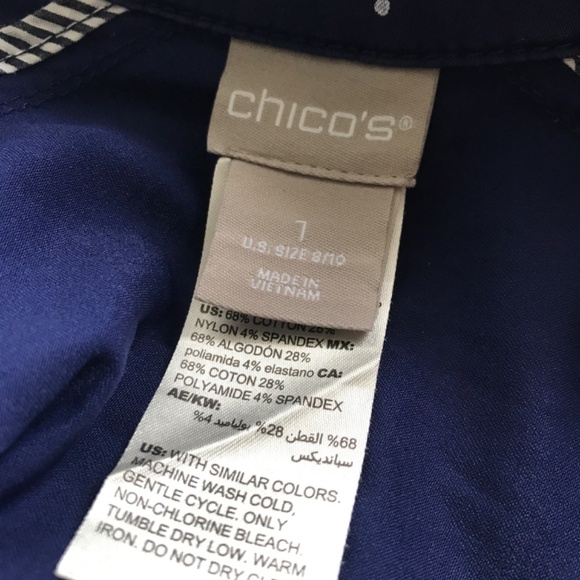 chico's®
1
U.S. SIZE 8/10
MADE IN
VIETNAM
US: 68% COTTON 28%
NYLON 4% SPANDEX MX:
68% ALGODÓN 28%
poliamida 4% elastano CA:
68% COTON 28%
POLYAMIDE 4% SPANDEX
AE/KW:
68% القطن 28% بولياميد 4%
سباندیکس
US: WITH SIMILAR COLORS.
MACHINE WASH COLD,
GENTLE CYCLE. ONLY
NON-CHLORINE BLEACH.
TUMBLE DRY LOW. WARM
IRON. DO NOT DRY